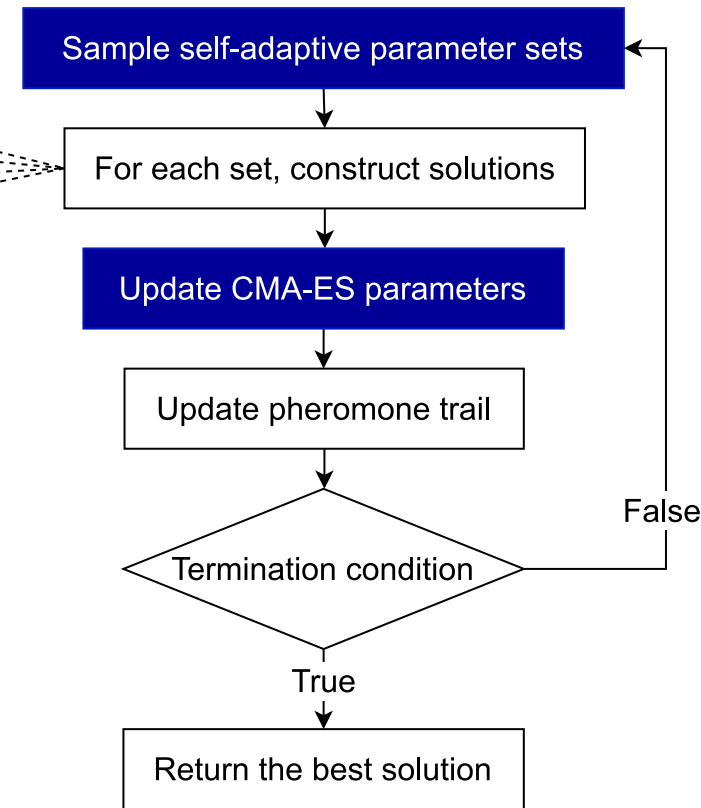 Sample self-adaptive parameter sets
For each set, construct solutions
Update CMA-ES parameters
Update pheromone trail
False
Termination condition
True
Return the best solution